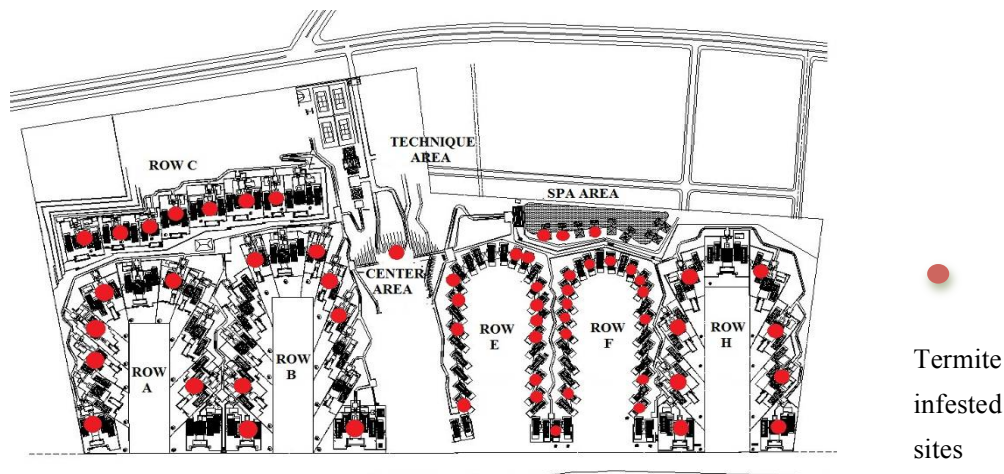 TECHNIQUE
AREA
ROW C
SPA AREA
CENTER
AREA
ROW
E
ROW
F
ROW
H
ROW
B
ROW
A
Termite
infested
sites